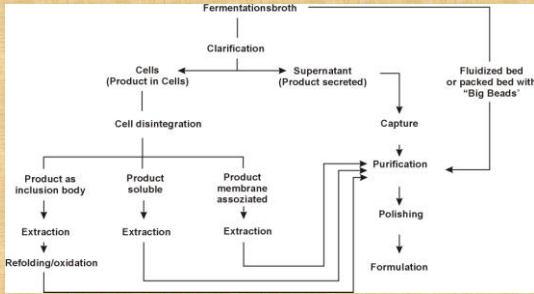 Fermentationsbroth
Clarification
Cells
(Product in Cells)
Supernatant
(Product secreted)
Fluidized bed
or packed bed with
"Big Beads"
Cell disintegration
Capture
Purification
Product as
inclusion body
Product
soluble
Product
membrane
assoziated
Polishing
Extraction
Extraction
Extraction
Refolding/oxidation
Formulation